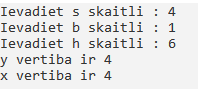 Ievadiet s skaitli : 4
Ievadiet b skaitli : 1
Ievadiet h skaitli : 6
y vertiba ir 4
x vertiba ir 4